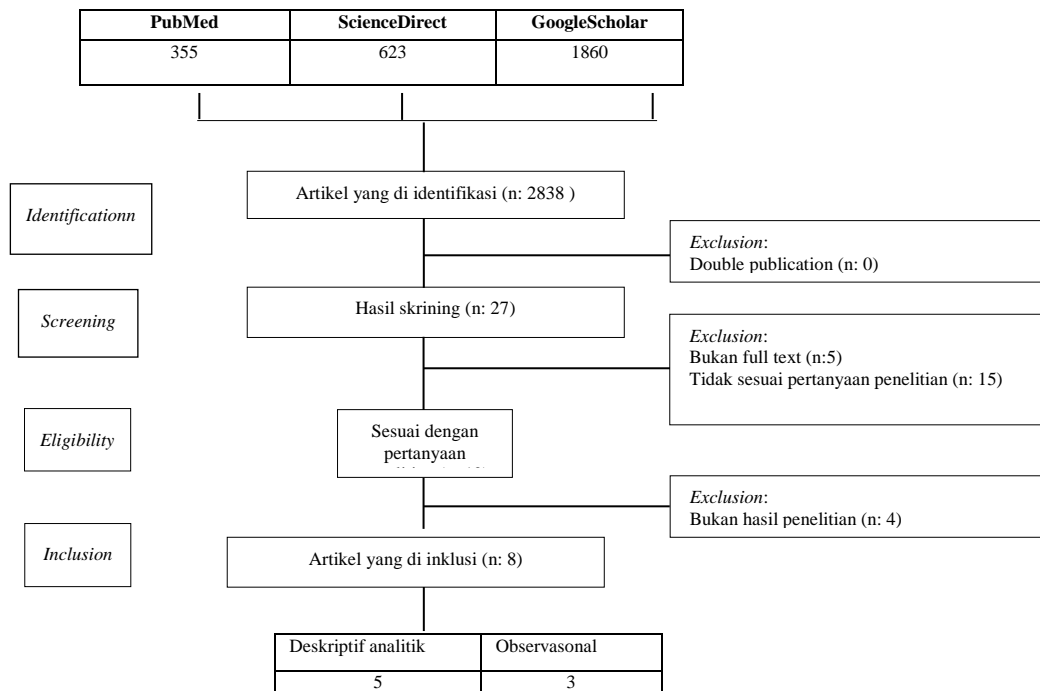 PubMed ScienceDirect GoogleScholar
355 623 1860
Artikel yang di identifikasi (n: 2838 )
Identificationn
Exclusion:
Double publication (n: 0)
Hasil skrining (n: 27)
Screening
Exclusion:
Bukan full text (n:5)
Tidak sesuai pertanyaan penelitian (n: 15)
Sesuai dengan
pertanyaan
Eligibility
Exclusion:
Bukan hasil penelitian (n: 4)
Inclusion
Artikel yang di inklusi (n: 8)
Deskriptif analitik Observasonal
5 3